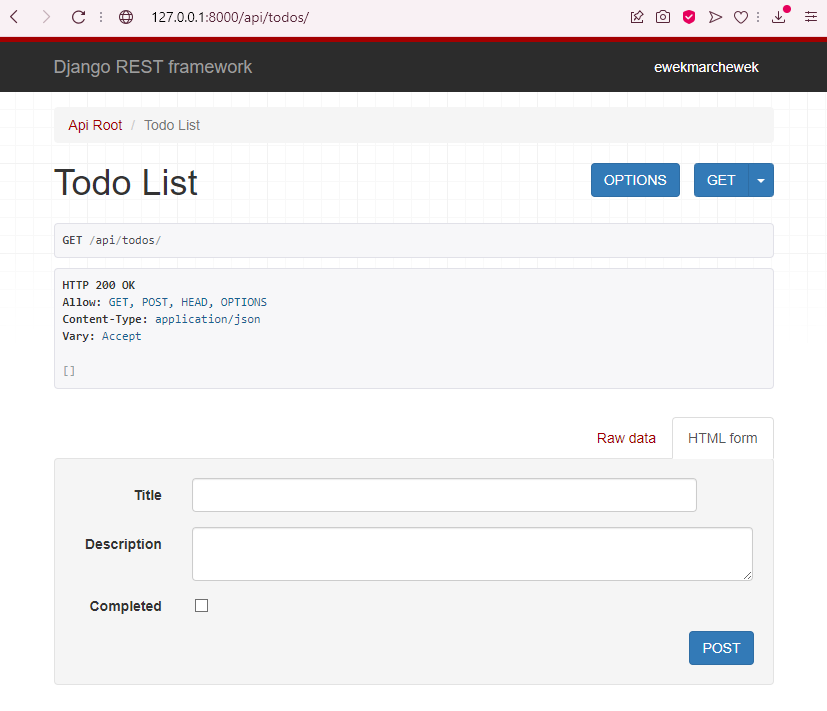 127.0.0.1:8000/api/todos/
Django REST framework
ewekmarchewek
Api Root / Todo List
Todo List
OPTIONS
GET
GET /api/todos/
HTTP 200 OK
Allow: GET, POST, HEAD, OPTIONS
Content-Type: application/json
Vary: Accept
[]
Raw data
HTML form
Title
Description
Completed
POST